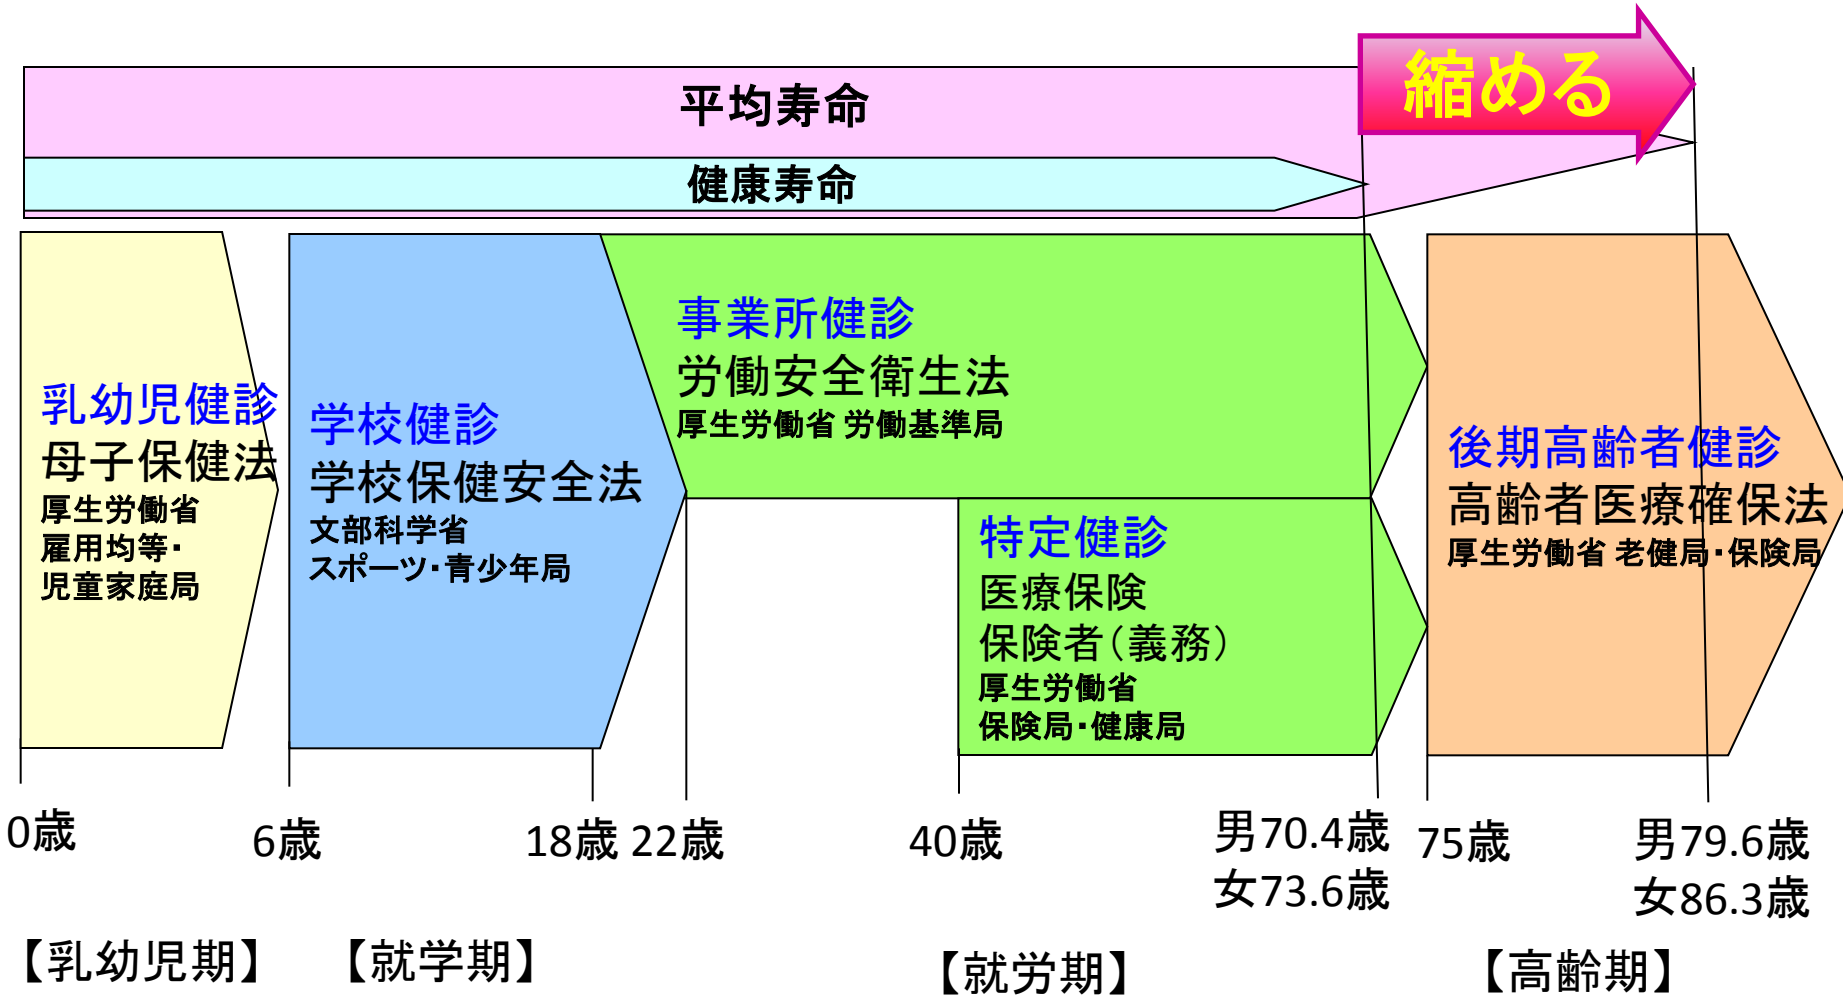 縮める
平均寿命
健康寿命
乳幼児健診
母子保健法
厚生労働省
雇用均等・
児童家庭局
学校健診
学校保健安全法
文部科学省
スポーツ・青少年局
事業所健診
労働安全衛生法
厚生労働省 労働基準局
特定健診
医療保険
保険者（義務）
厚生労働省
保険局・健康局
後期高齢者健診
高齢者医療確保法
厚生労働省 老健局・保険局
0歳
6歳
18歳
22歳
40歳
男70.4歳
女73.6歳
75歳
男79.6歳
女86.3歳
【乳幼児期】
【就学期】
【就労期】
【高齢期】